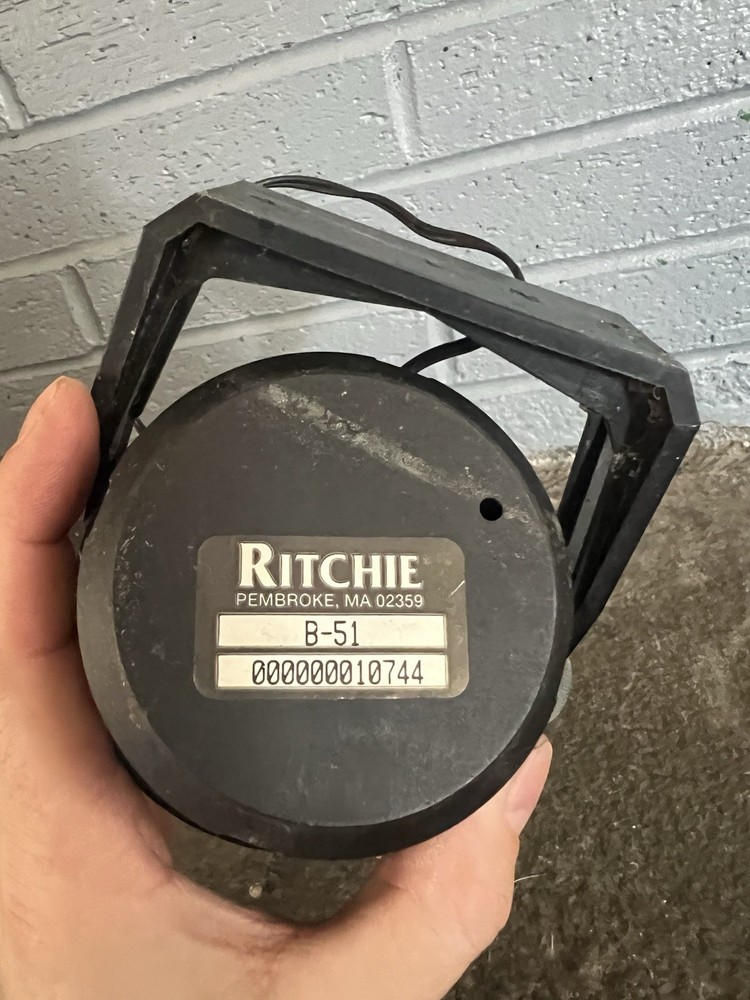 RITCHIE
PEMBROKE, MA 02359
B-51
000000010744